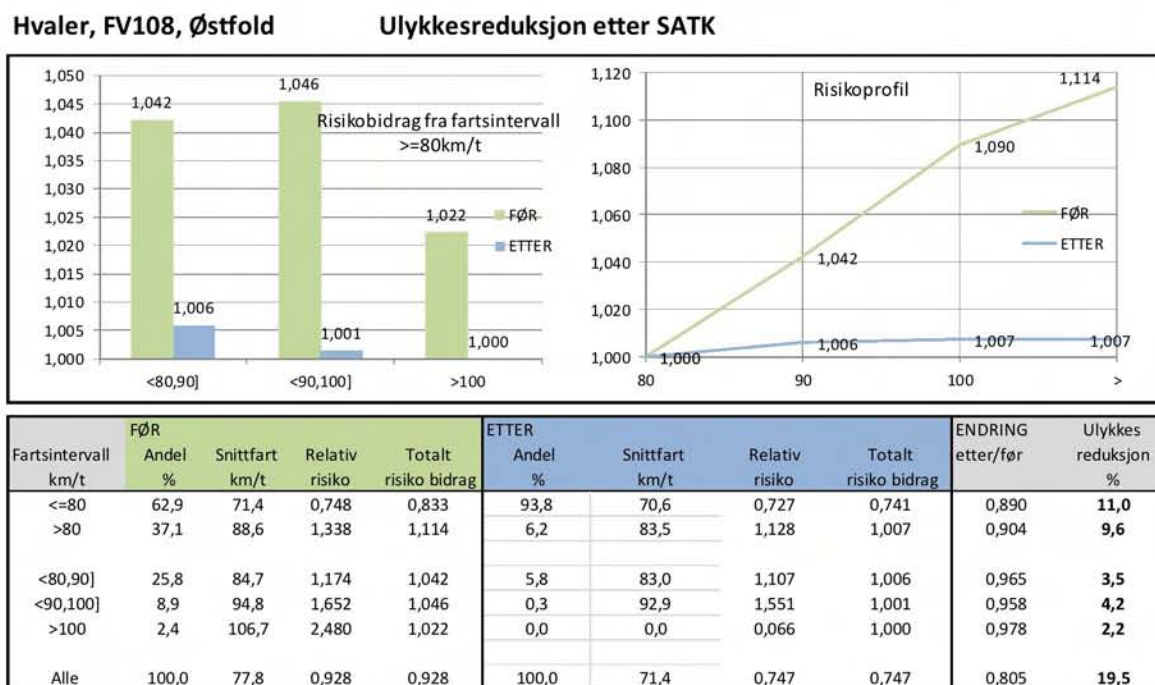 Hvaler, FV108, Østfold Ulykkesreduksjon etter SATK
1,050
1,045
1,040
1,035
1,030
1,025
1,020
1,015
1,010
1,005
1,000
1,042
1,046
1,022
1,006
1,001
1,000
Risikobidrag fra fartsintervall
>=80km/t
FØR
ETTER
<80,90] <90,100] >100
1,120
1,100
1,080
1,060
1,040
1,020
1,000
Risikoprofil
1,114
1,090
1,042
1,000
1,006
1,007
1,007
FØR
ETTER
80 90 100 >
FØR ETTER ENDRING Ulykkes
Fartsintervall Andel Snittfart Relativ Totalt Andel Snittfart Relativ Totalt etter/før reduksjon
km/t % km/t risiko risiko bidrag % km/t risiko risiko bidrag %
<=80 62,9 71,4 0,748 0,833 93,8 70,6 0,727 0,741 0,890 11,0
>80 37,1 88,6 1,338 1,114 6,2 83,5 1,128 1,007 0,904 9,6
<80,90] 25,8 84,7 1,174 1,042 5,8 83,0 1,107 1,006 0,965 3,5
<90,100] 8,9 94,8 1,652 1,046 0,3 92,9 1,551 1,001 0,958 4,2
>100 2,4 106,7 2,480 1,022 0,0 0,0 0,066 1,000 0,978 2,2
Alle 100,0 77,8 0,928 0,928 100,0 71,4 0,747 0,747 0,805 19,5